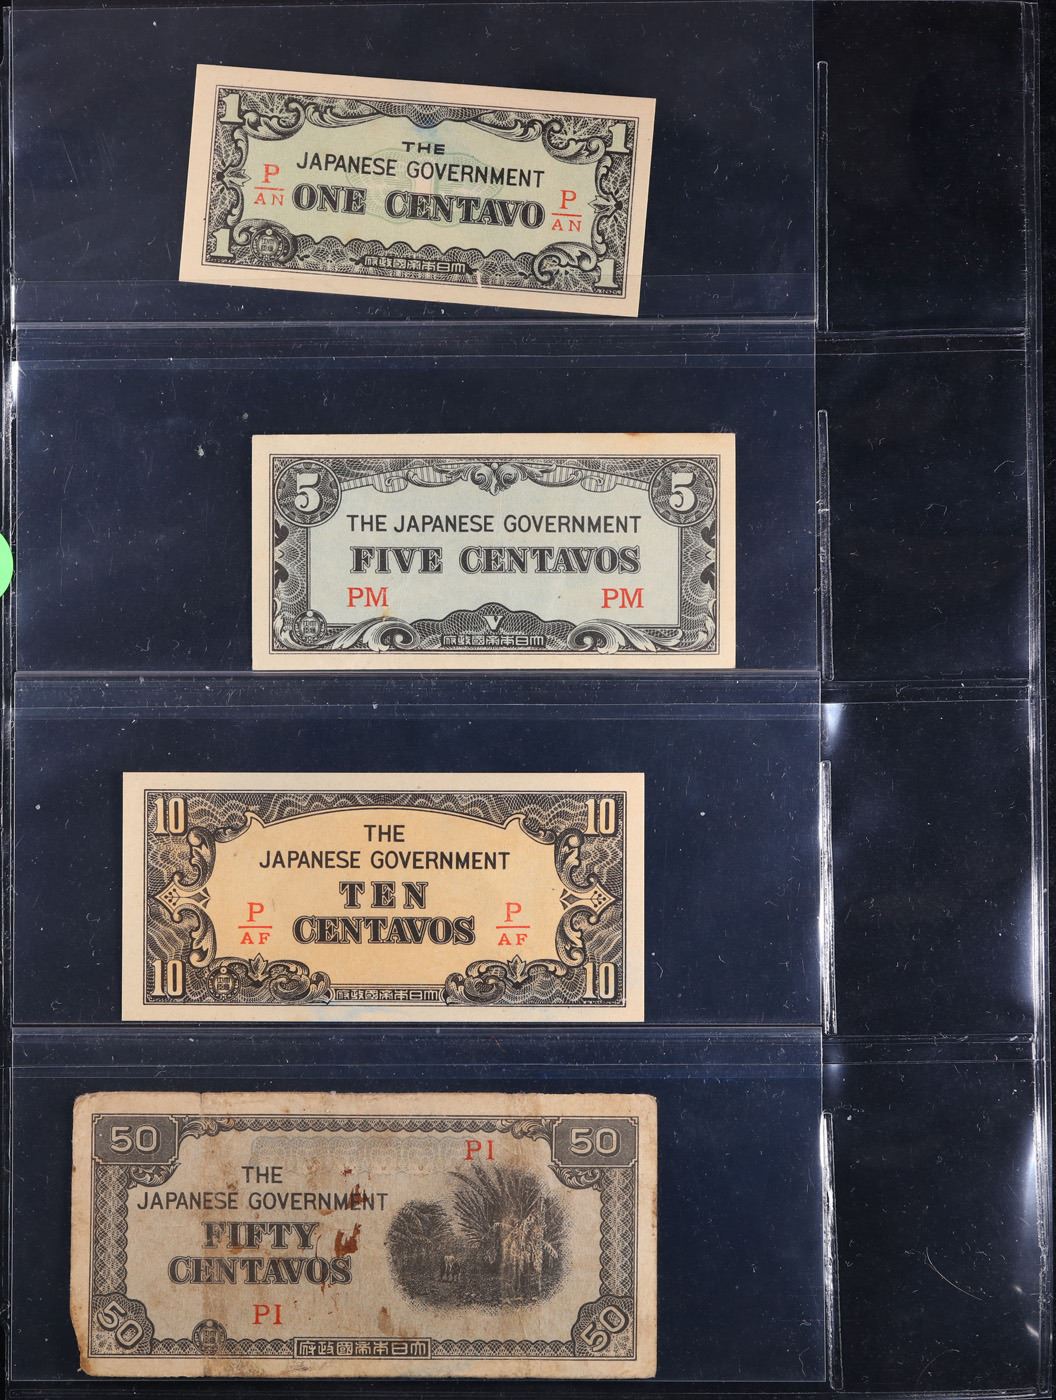 1 1
THE
JAPANESE GOVERNMENT
P
AN
ONE CENTAVO
P
AN
1 1
府政國帝本日大
5 5
THE JAPANESE GOVERNMENT
FIVE CENTAVOS
PM PM
V
府政國帝本日大
10 10
THE
JAPANESE GOVERNMENT
TEN
CENTAVOS
P
AF
P
AF
10 10
府政國帝本日大
50 50
PI
THE
JAPANESE GOVERNMENT
FIFTY
CENTAVOS
PI
50 50
府政國帝本日大